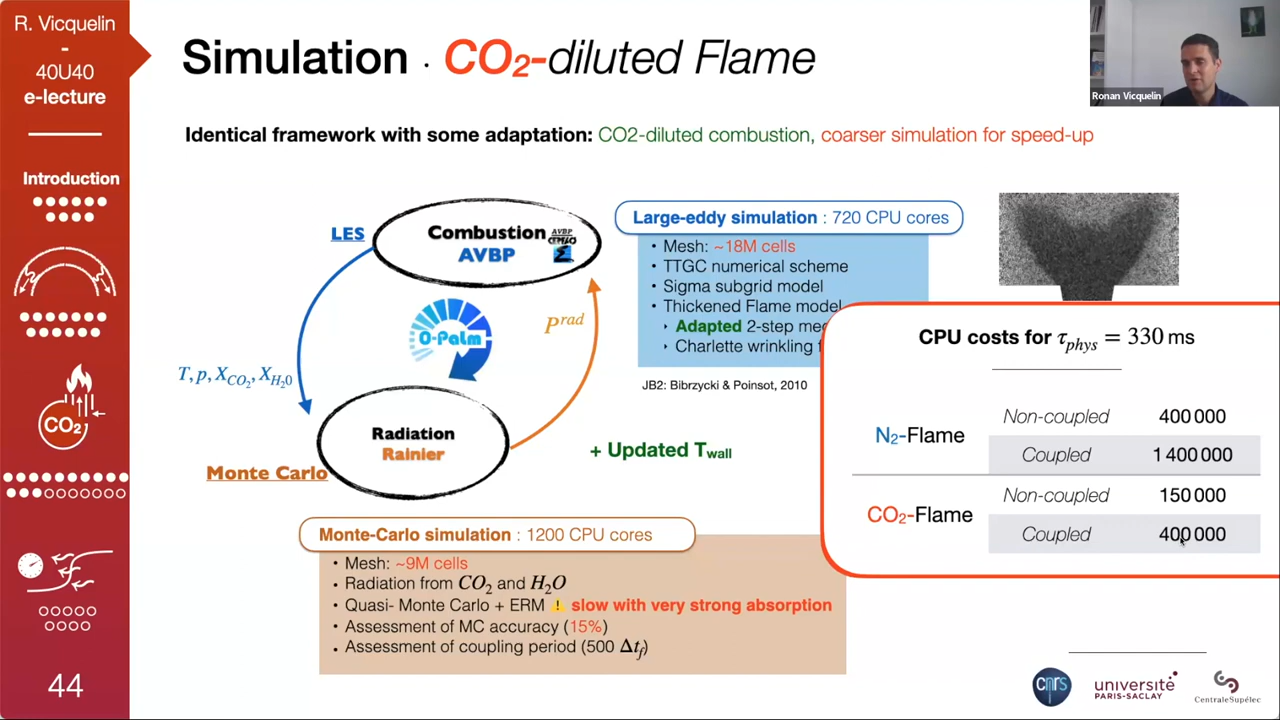 R. Vicquelin
-
40U40
e-lecture
Introduction
CO₂
44
Simulation · CO₂-diluted Flame
Identical framework with some adaptation: CO2-diluted combustion, coarser simulation for speed-up
Ronan Vicquelin
LES
Combustion
AVBP
AVBP
CERFACS
O-Palm
T, p, X_CO₂, X_H₂0
P^rad
Radiation
Rainier
Monte Carlo
Large-eddy simulation : 720 CPU cores
• Mesh: ~18M cells
• TTGC numerical scheme
• Sigma subgrid model
• Thickened Flame model
‣ Adapted 2-step me
‣ Charlette wrinkling f
JB2: Bibrzycki & Poinsot, 2010
+ Updated T_wall
Monte-Carlo simulation : 1200 CPU cores
• Mesh: ~9M cells
• Radiation from CO₂ and H₂O
• Quasi- Monte Carlo + ERM ⚠ slow with very strong absorption
• Assessment of MC accuracy (15%)
• Assessment of coupling period (500 Δt_f)
CPU costs for τ_phys = 330 ms
N₂-Flame
Non-coupled 400 000
Coupled 1 400 000
CO₂-Flame
Non-coupled 150 000
Coupled 400 000
cnrs
université
PARIS-SACLAY
CentraleSupélec